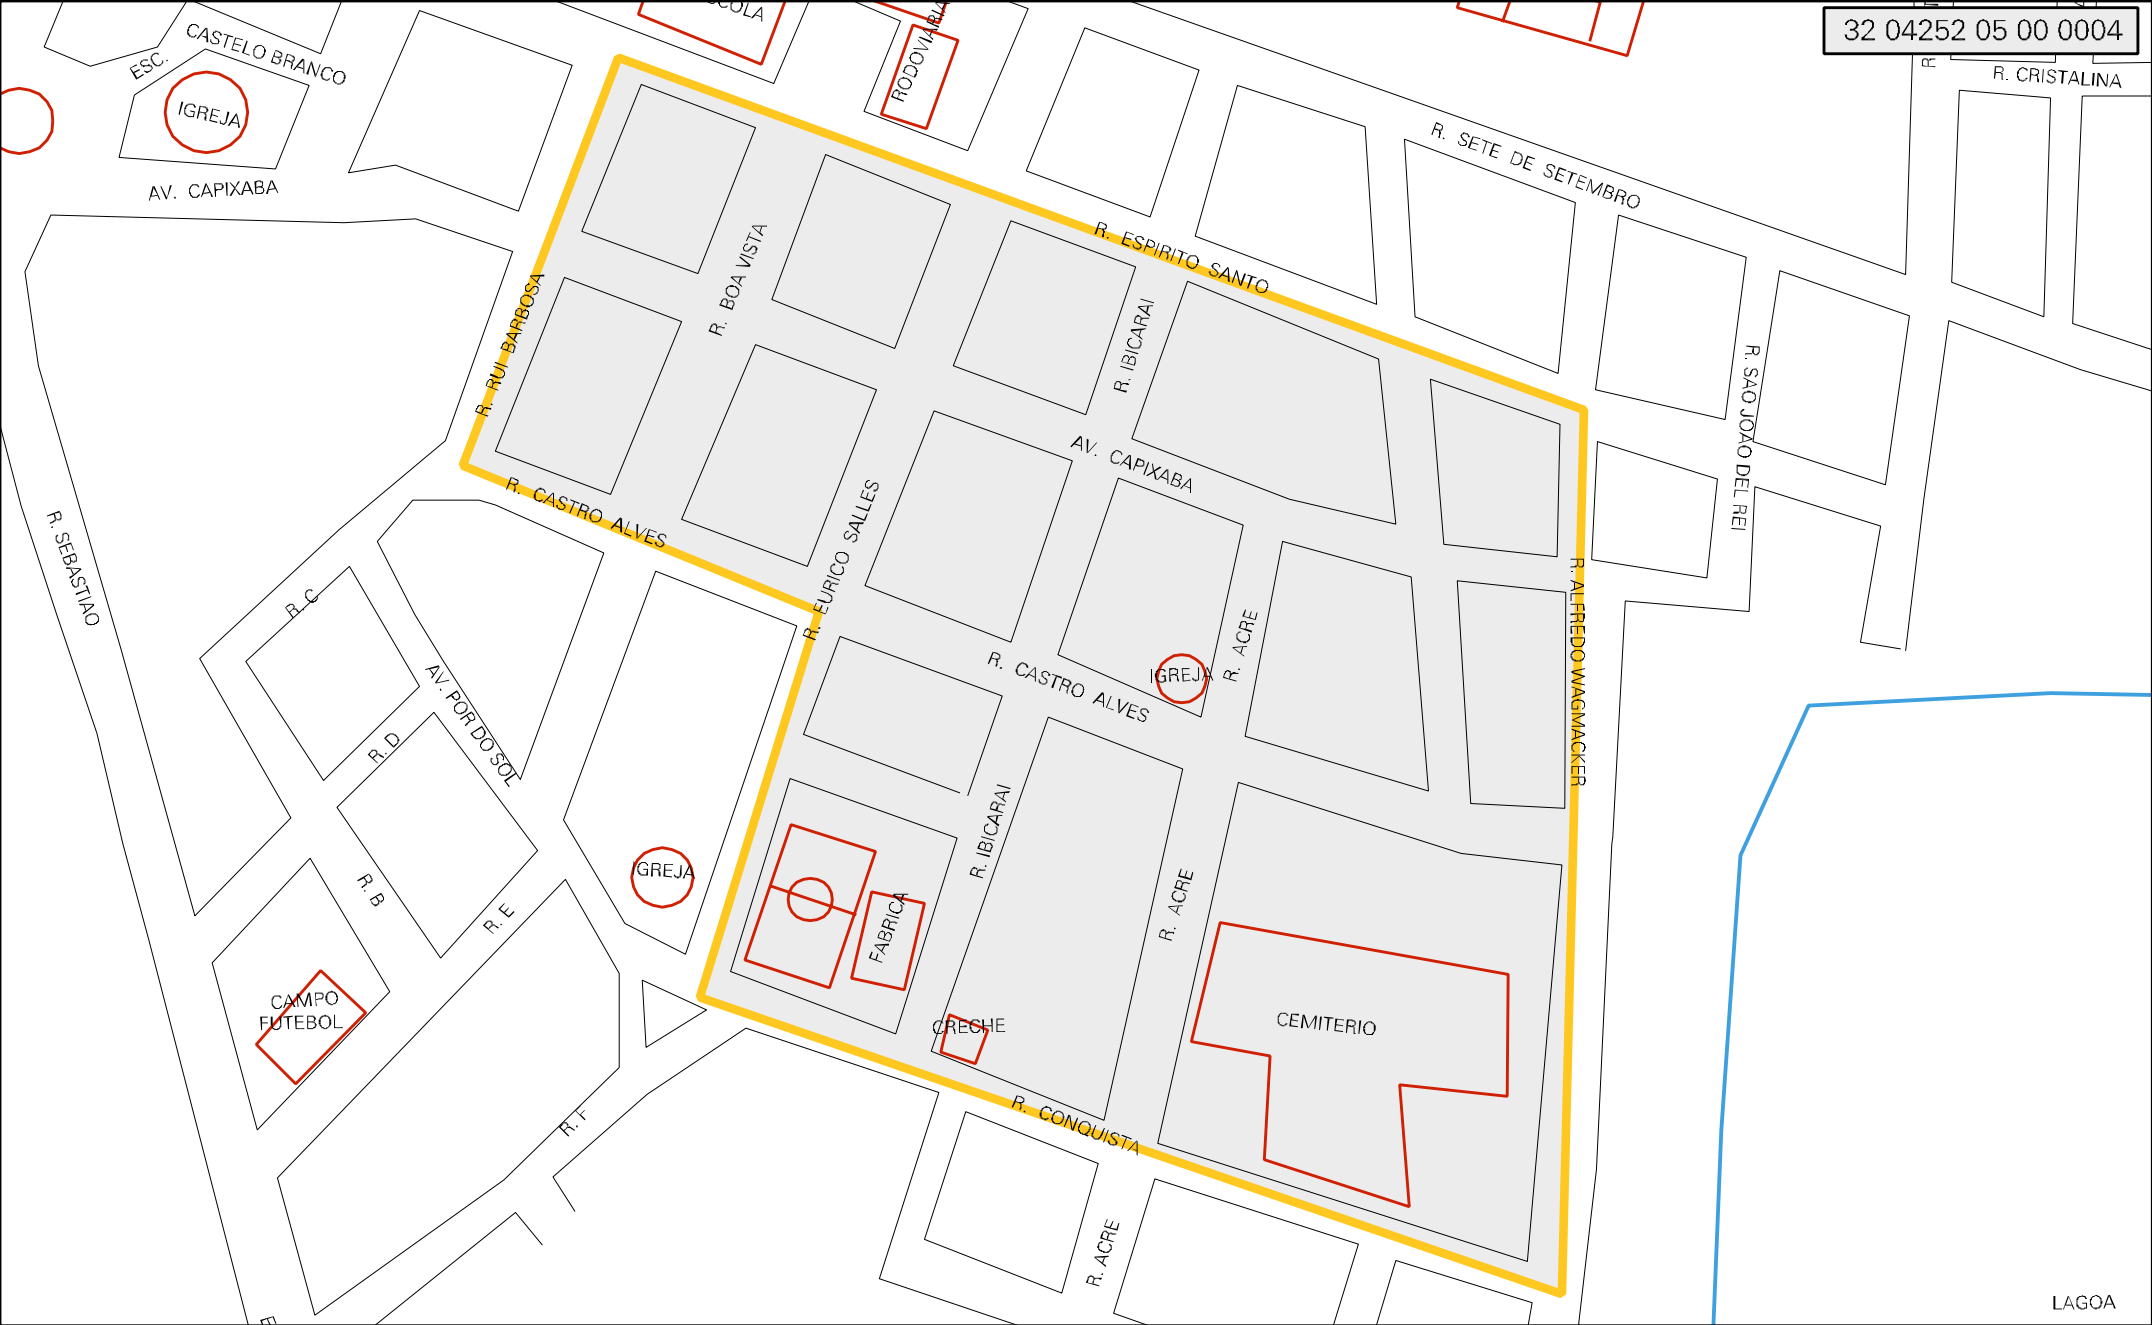 32 04252 05 00 0004
RODOVIARIA
CASTELO BRANCO
ESC.
IGREJA
AV. CAPIXABA
R. CRISTALINA
R. SETE DE SETEMBRO
R. ESPIRITO SANTO
R. BOA VISTA
R. RUI BARBOSA
R. IBICARAI
R. SAO JOAO DEL REI
AV. CAPIXABA
R. CASTRO ALVES
R. EURICO SALLES
R. SEBASTIAO
R. C
R. ALFREDO WAGMACKER
R. ACRE
IGREJA
R. CASTRO ALVES
AV. POR DO SOL
R. D
R. IBICARAI
IGREJA
R. B
R. E
FABRICA
R. ACRE
CAMPO
FUTEBOL
CRECHE
CEMITERIO
R. F
R. CONQUISTA
R. ACRE
LAGOA